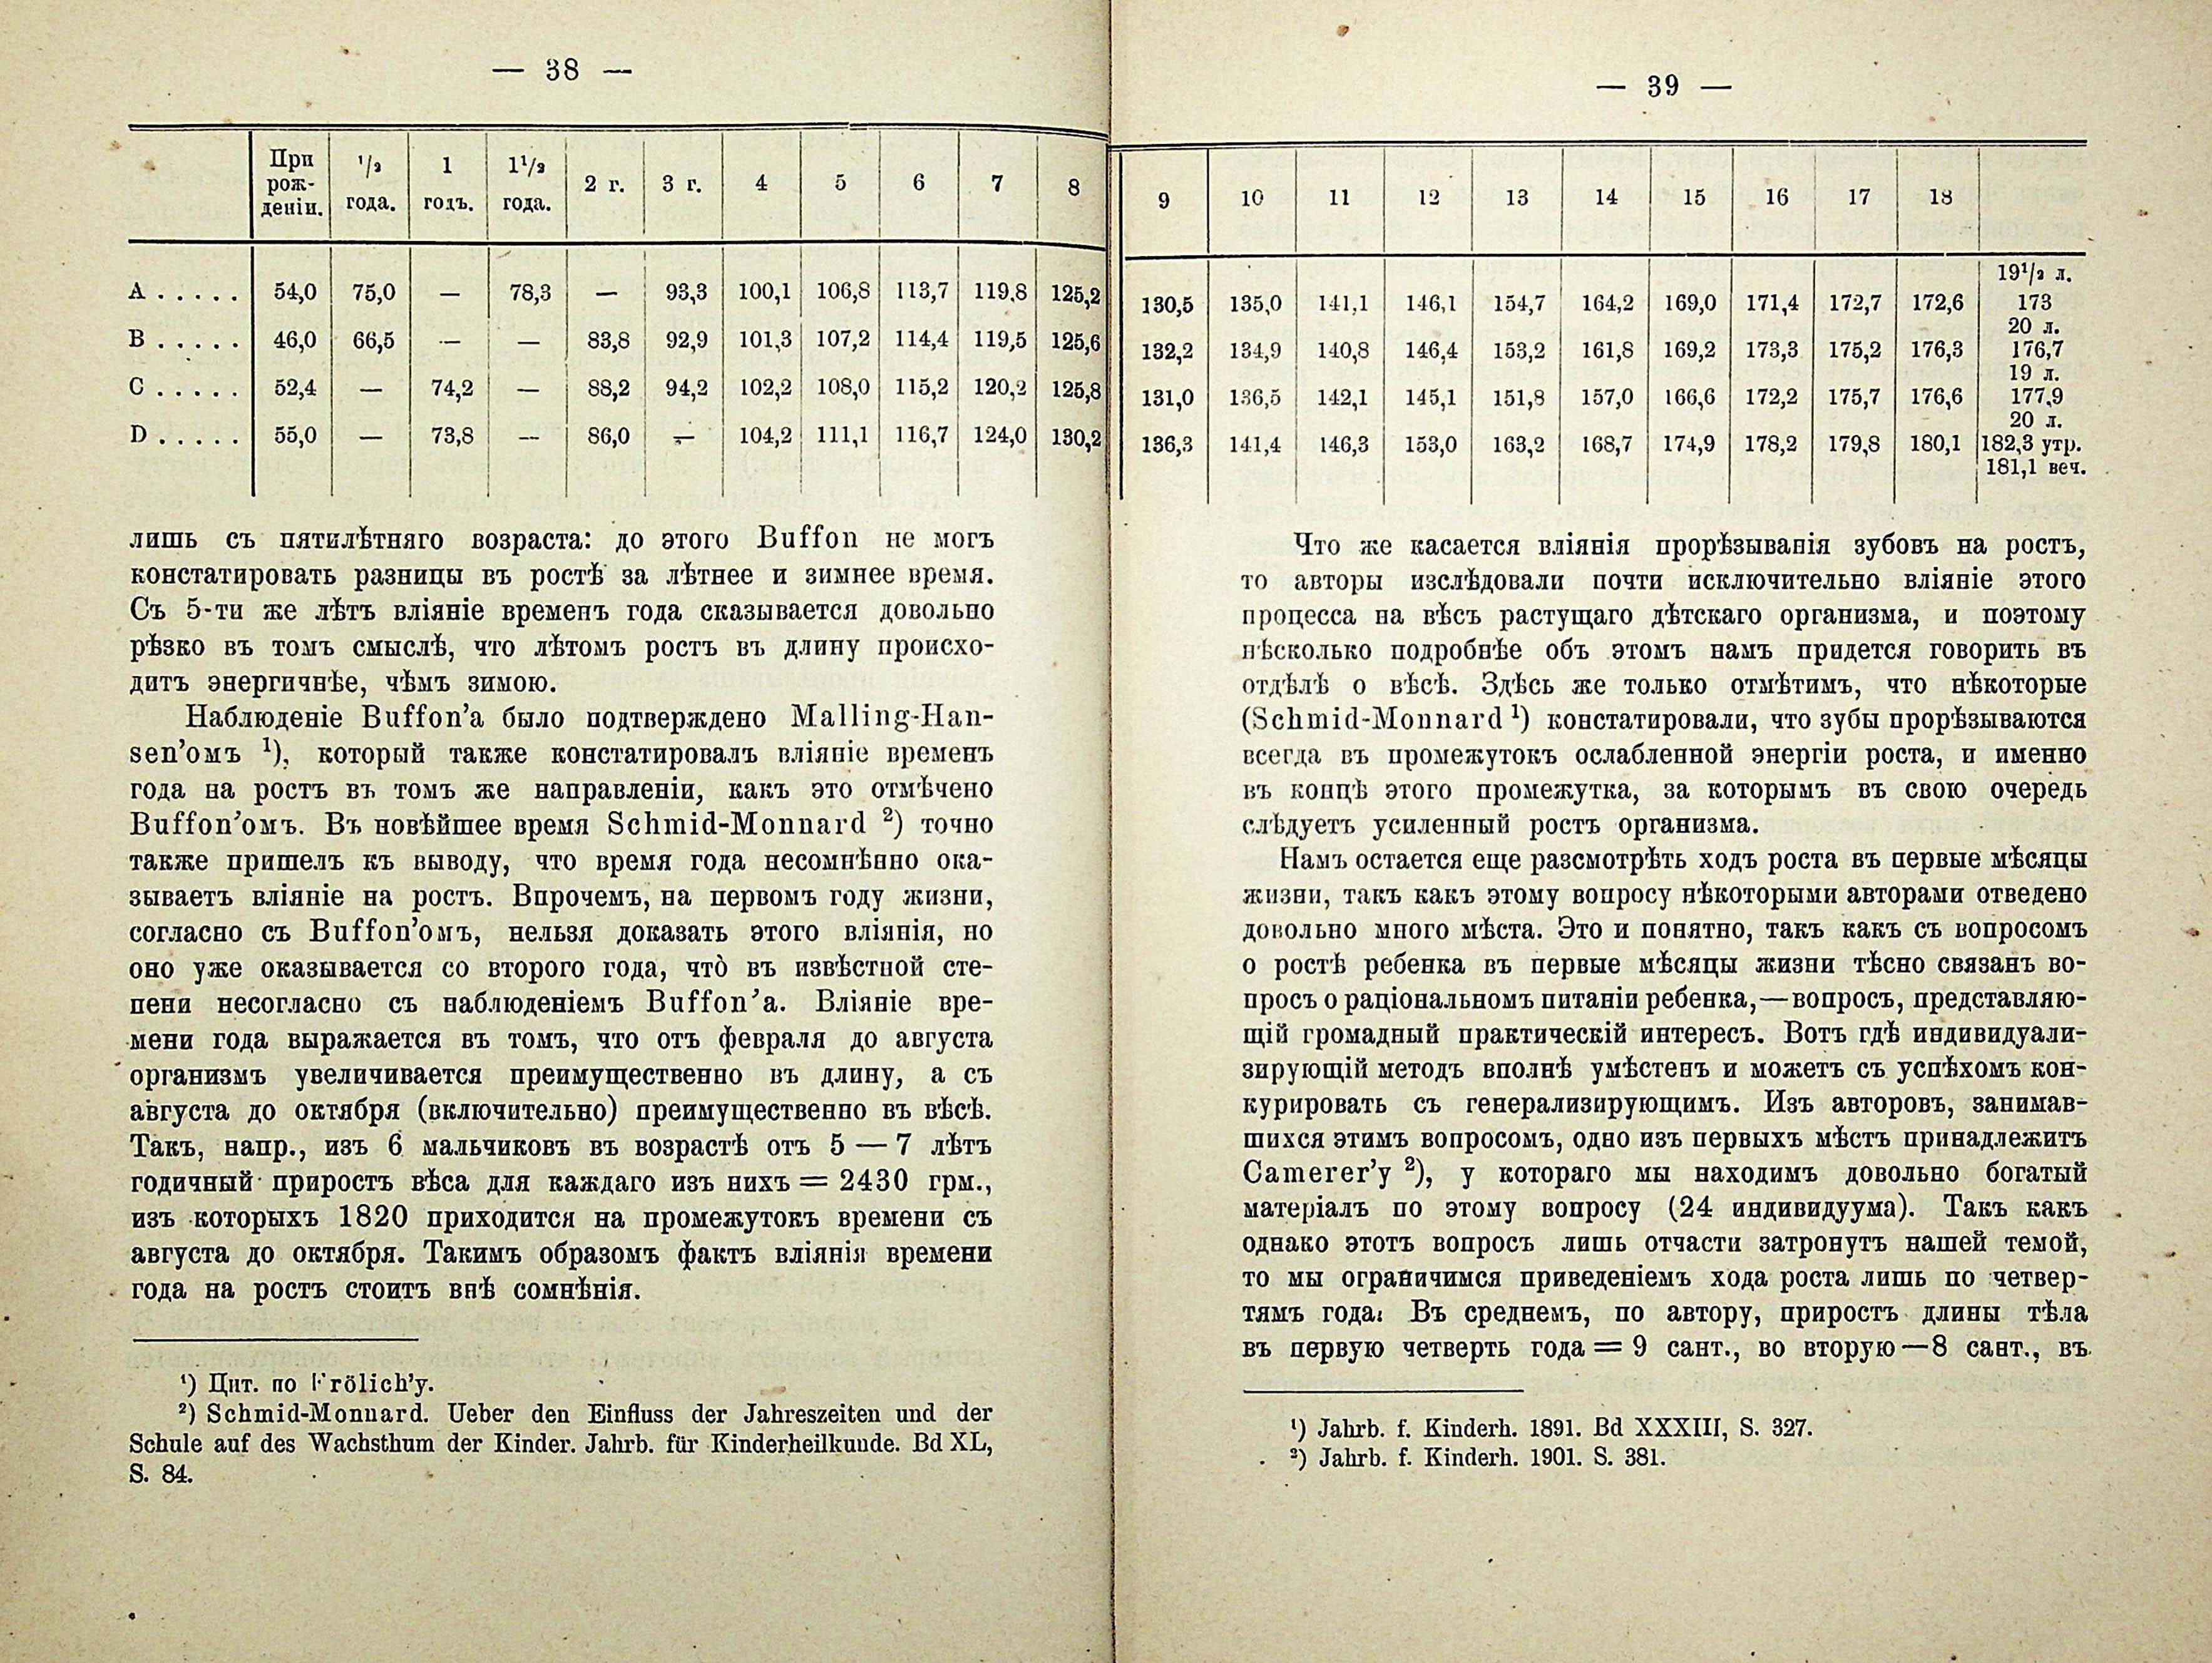 — 38 —
При рож- деніи. | 1/2 года. | 1 годъ. | 1 1/2 года. | 2 г. | 3 г. | 4 | 5 | 6 | 7 | 8
A . . . . . 54,0 | 75,0 | — | 78,3 | — | 93,3 | 100,1 | 106,8 | 113,7 | 119,8 | 125,2
B . . . . . 46,0 | 66,5 | — | — | 83,8 | 92,9 | 101,3 | 107,2 | 114,4 | 119,5 | 125,6
C . . . . . 52,4 | — | 74,2 | — | 88,2 | 94,2 | 102,2 | 108,0 | 115,2 | 120,2 | 125,8
D . . . . . 55,0 | — | 73,8 | — | 86,0 | — | 104,2 | 111,1 | 116,7 | 124,0 | 130,2
лишь съ пятилѣтняго возраста: до этого Buffon не могъ
констатировать разницы въ ростѣ за лѣтнее и зимнее время.
Съ 5-ти же лѣтъ вліяніе временъ года сказывается довольно
рѣзко въ томъ смыслѣ, что лѣтомъ ростъ въ длину происхо-
дитъ энергичнѣе, чѣмъ зимою.
Наблюденіе Buffon’а было подтверждено Malling-Han-
sen’омъ ¹), который также констатировалъ вліяніе временъ
года на ростъ въ томъ же направленіи, какъ это отмѣчено
Buffon’омъ. Въ новѣйшее время Schmid-Monnard ²) точно
также пришелъ къ выводу, что время года несомнѣнно ока-
зываетъ вліяніе на ростъ. Впрочемъ, на первомъ году жизни,
согласно съ Buffon’омъ, нельзя доказать этого вліянія, но
оно уже оказывается со второго года, что̀ въ извѣстной сте-
пени несогласно съ наблюденіемъ Buffon’а. Вліяніе вре-
мени года выражается въ томъ, что отъ февраля до августа
организмъ увеличивается преимущественно въ длину, а съ
августа до октября (включительно) преимущественно въ вѣсѣ.
Такъ, напр., изъ 6 мальчиковъ въ возрастѣ отъ 5 — 7 лѣтъ
годичный приростъ вѣса для каждаго изъ нихъ = 2430 грм.,
изъ которыхъ 1820 приходится на промежутокъ времени съ
августа до октября. Такимъ образомъ фактъ вліянія времени
года на ростъ стоитъ внѣ сомнѣнія.
¹) Цит. по Frölich’у.
²) Schmid-Monnard. Ueber den Einfluss der Jahreszeiten und der
Schule auf des Wachsthum der Kinder. Jahrb. für Kinderheilkunde. Bd XL,
S. 84.
— 39 —
9 | 10 | 11 | 12 | 13 | 14 | 15 | 16 | 17 | 18
19 1/2 л.
130,5 | 135,0 | 141,1 | 146,1 | 154,7 | 164,2 | 169,0 | 171,4 | 172,7 | 172,6 | 173
20 л.
132,2 | 134,9 | 140,8 | 146,4 | 153,2 | 161,8 | 169,2 | 173,3 | 175,2 | 176,3 | 176,7
19 л.
131,0 | 136,5 | 142,1 | 145,1 | 151,8 | 157,0 | 166,6 | 172,2 | 175,7 | 176,6 | 177,9
20 л.
136,3 | 141,4 | 146,3 | 153,0 | 163,2 | 168,7 | 174,9 | 178,2 | 179,8 | 180,1 | 182,3 утр.
181,1 веч.
Что же касается вліянія прорѣзыванія зубовъ на ростъ,
то авторы изслѣдовали почти исключительно вліяніе этого
процесса на вѣсъ растущаго дѣтскаго организма, и поэтому
нѣсколько подробнѣе объ этомъ намъ придется говорить въ
отдѣлѣ о вѣсѣ. Здѣсь же только отмѣтимъ, что нѣкоторые
(Schmid-Monnard ¹) констатировали, что зубы прорѣзываются
всегда въ промежутокъ ослабленной энергіи роста, и именно
въ концѣ этого промежутка, за которымъ въ свою очередь
слѣдуетъ усиленный ростъ организма.
Намъ остается еще разсмотрѣть ходъ роста въ первые мѣсяцы
жизни, такъ какъ этому вопросу нѣкоторыми авторами отведено
довольно много мѣста. Это и понятно, такъ какъ съ вопросомъ
о ростѣ ребенка въ первые мѣсяцы жизни тѣсно связанъ во-
просъ о раціональномъ питаніи ребенка,—вопросъ, представляю-
щій громадный практическій интересъ. Вотъ гдѣ индивидуали-
зирующій методъ вполнѣ умѣстенъ и можетъ съ успѣхомъ кон-
курировать съ генерализирующимъ. Изъ авторовъ, занимав-
шихся этимъ вопросомъ, одно изъ первыхъ мѣстъ принадлежитъ
Camerer’у ²), у котораго мы находимъ довольно богатый
матеріалъ по этому вопросу (24 индивидуума). Такъ какъ
однако этотъ вопросъ лишь отчасти затронутъ нашей темой,
то мы ограничимся приведеніемъ хода роста лишь по четвер-
тямъ года. Въ среднемъ, по автору, приростъ длины тѣла
въ первую четверть года = 9 сант., во вторую — 8 сант., въ
¹) Jahrb. f. Kinderh. 1891. Bd XXXIII, S. 327.
²) Jahrb. f. Kinderh. 1901. S. 381.